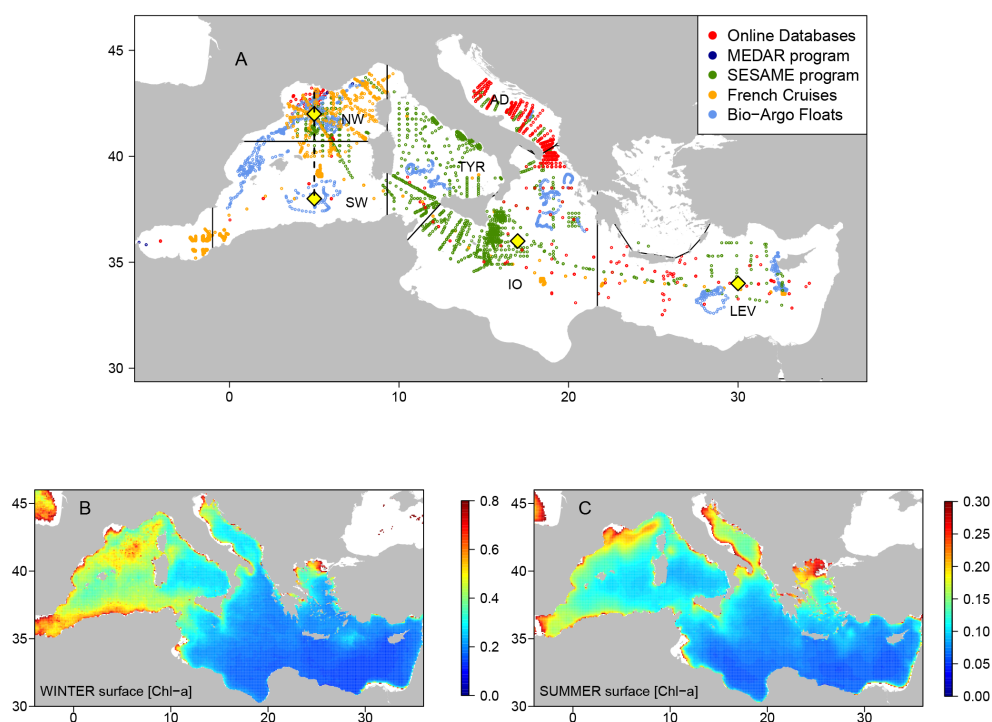 A
Online Databases
MEDAR program
SESAME program
French Cruises
Bio−Argo Floats
AD
NW
TYR
SW
IO
LEV
45
40
35
30
0 10 20 30
B
WINTER surface [Chl−a]
45
40
35
30
0 10 20 30
0.8
0.6
0.4
0.2
0.0
C
SUMMER surface [Chl−a]
45
40
35
30
0 10 20 30
0.30
0.25
0.20
0.15
0.10
0.05
0.00